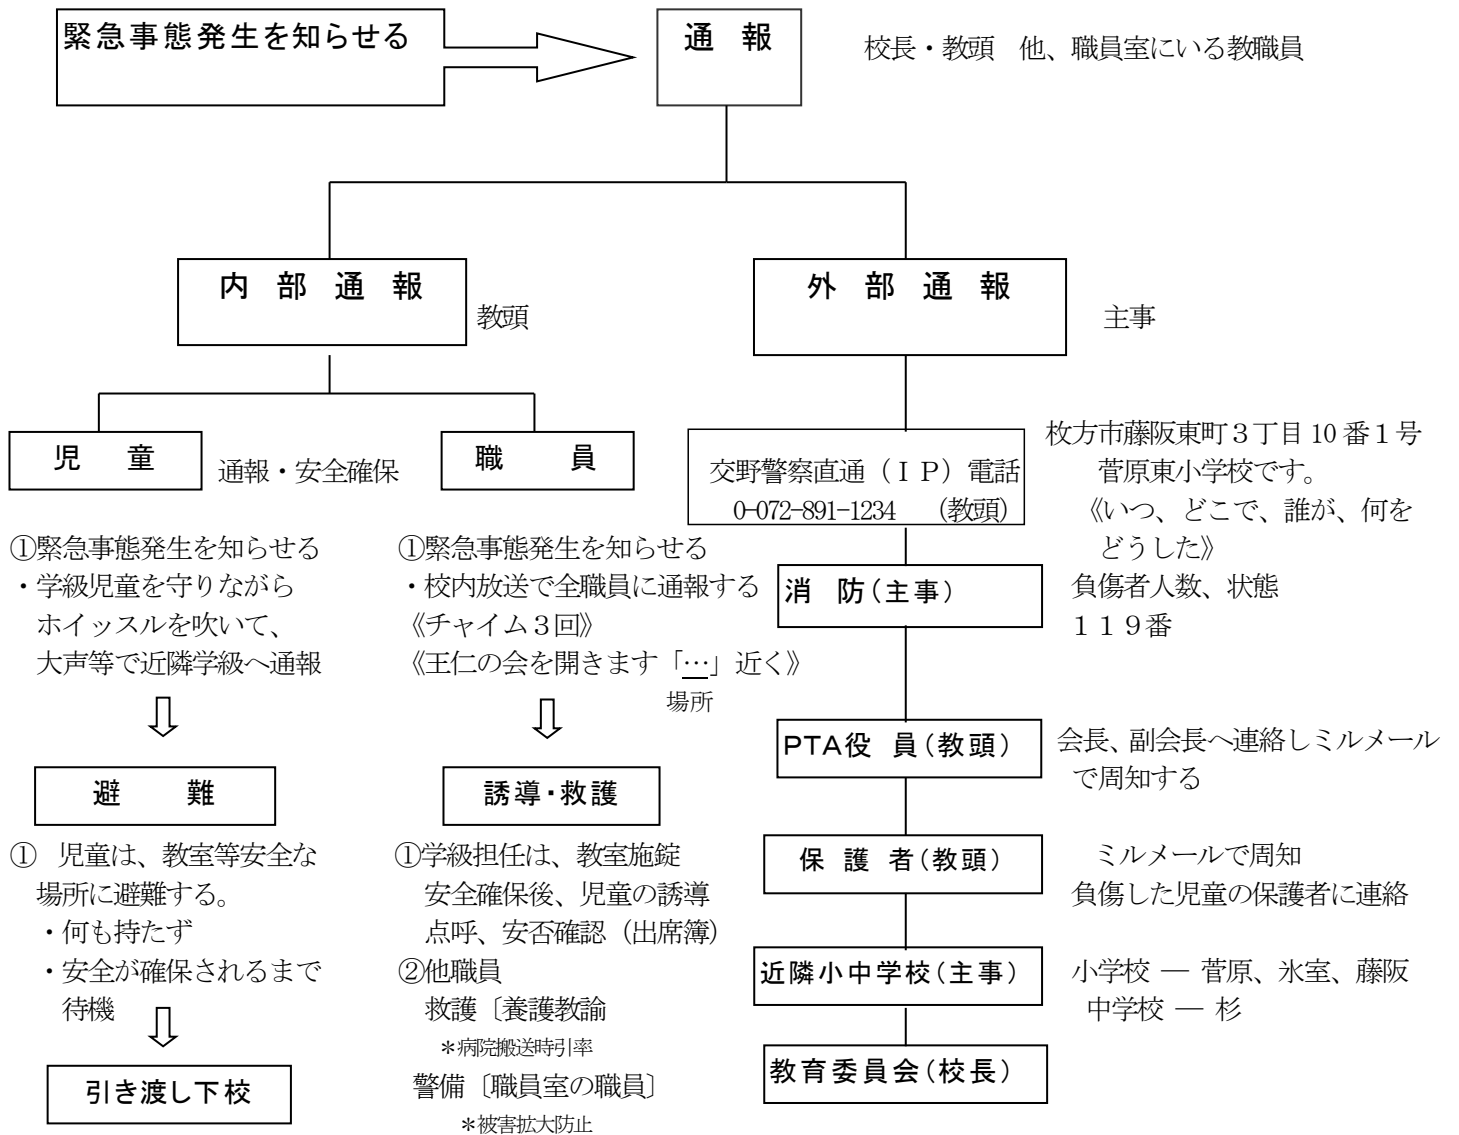 緊急事態発生を知らせる
通　報
校長・教頭　他、職員室にいる教職員
内　部　通　報
教頭
外　部　通　報
主事
児　童
通報・安全確保
職　員
①緊急事態発生を知らせる
・学級児童を守りながら
ホイッスルを吹いて、
大声等で近隣学級へ通報
避　難
①　児童は、教室等安全な
場所に避難する。
・何も持たず
・安全が確保されるまで
待機
引き渡し下校
①緊急事態発生を知らせる
・校内放送で全職員に通報する
《チャイム３回》
《王仁の会を開きます「…」近く》
場所
誘導・救護
①学級担任は、教室施錠
安全確保後、児童の誘導
点呼、安否確認（出席簿）
②他職員
救護〔養護教諭
＊病院搬送時引率
警備〔職員室の職員〕
＊被害拡大防止
交野警察直通（ＩＰ）電話
0-072-891-1234　（教頭）
枚方市藤阪東町３丁目10番１号
菅原東小学校です。
《いつ、どこで、誰が、何を
どうした》
消　防（主事）
負傷者人数、状態
１１９番
PTA役 員（教頭）
会長、副会長へ連絡しミルメール
で周知する
保 護 者（教頭）
ミルメールで周知
負傷した児童の保護者に連絡
近隣小中学校（主事）
小学校 ― 菅原、氷室、藤阪
中学校 ― 杉
教育委員会（校長）